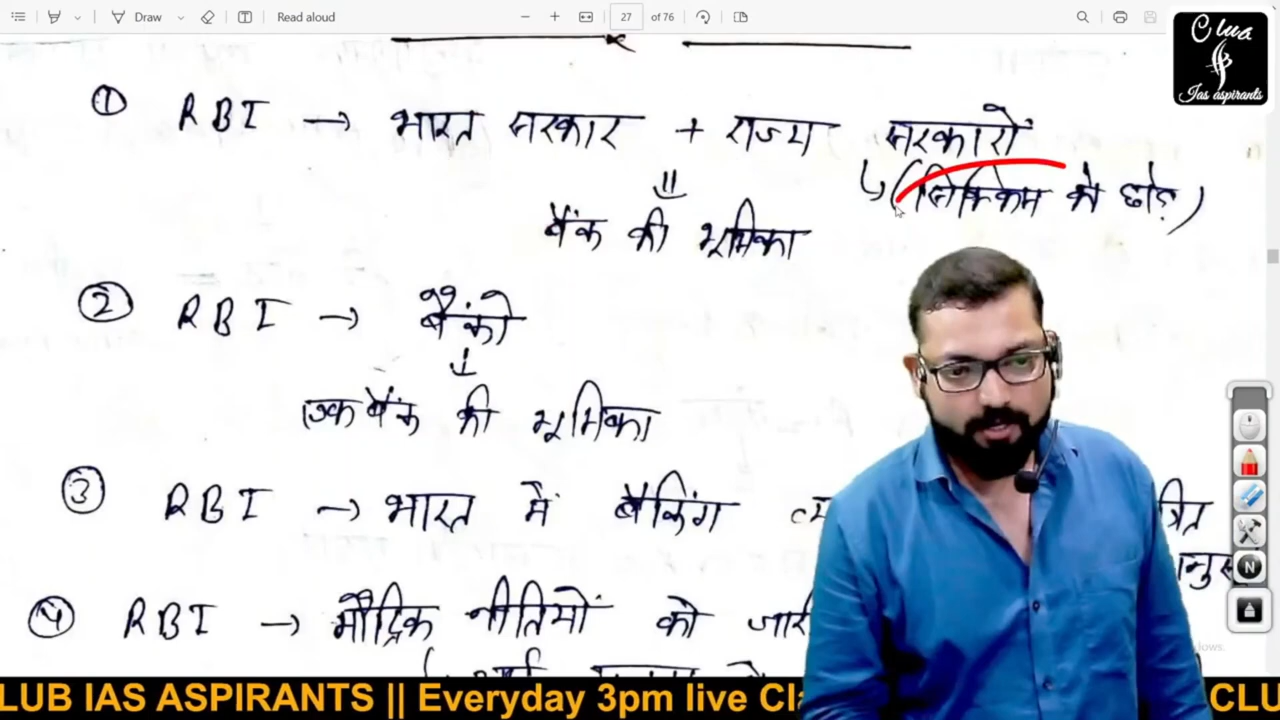 Draw
Read aloud
27 of 76
Clua
Ias aspirants
① RBI → भारत सरकार + राज्य सरकारों
(सिक्किम को छोड़)
बैंक की भूमिका
② RBI → बैंकों
एक बैंक की भूमिका
③ RBI → भारत में बैंकिंग
④ RBI → मौद्रिक नीतियों को जारी
N
LUB IAS ASPIRANTS || Everyday 3pm live Cla
CLU